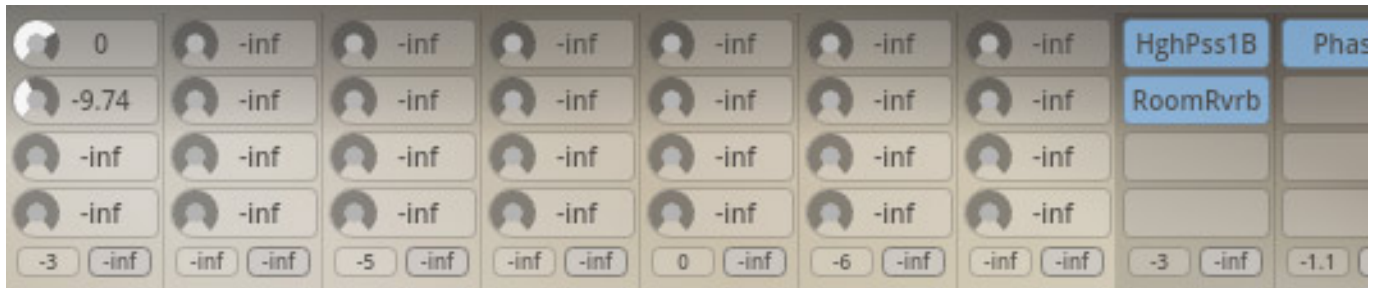 0 -inf -inf -inf -inf -inf -inf HghPss1B Phas
-9.74 -inf -inf -inf -inf -inf -inf RoomRvrb
-inf -inf -inf -inf -inf -inf -inf
-inf -inf -inf -inf -inf -inf -inf
-3 -inf -inf -inf -5 -inf -inf -inf 0 -inf -6 -inf -inf -inf -3 -inf -1.1